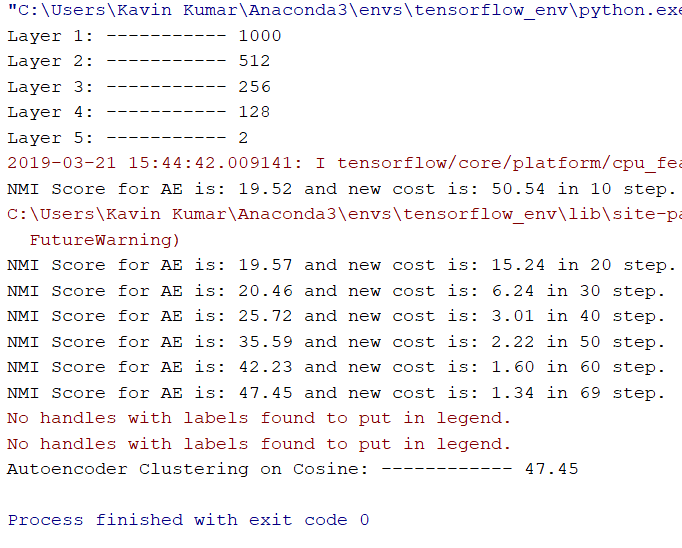 "C:\Users\Kavin Kumar\Anaconda3\envs\tensorflow_env\python.exe
Layer 1: ----------- 1000
Layer 2: ----------- 512
Layer 3: ----------- 256
Layer 4: ----------- 128
Layer 5: ----------- 2
2019-03-21 15:44:42.009141: I tensorflow/core/platform/cpu_fea
NMI Score for AE is: 19.52 and new cost is: 50.54 in 10 step.
C:\Users\Kavin Kumar\Anaconda3\envs\tensorflow_env\lib\site-pa
FutureWarning)
NMI Score for AE is: 19.57 and new cost is: 15.24 in 20 step.
NMI Score for AE is: 20.46 and new cost is: 6.24 in 30 step.
NMI Score for AE is: 25.72 and new cost is: 3.01 in 40 step.
NMI Score for AE is: 35.59 and new cost is: 2.22 in 50 step.
NMI Score for AE is: 42.23 and new cost is: 1.60 in 60 step.
NMI Score for AE is: 47.45 and new cost is: 1.34 in 69 step.
No handles with labels found to put in legend.
No handles with labels found to put in legend.
Autoencoder Clustering on Cosine: ------------ 47.45
Process finished with exit code 0